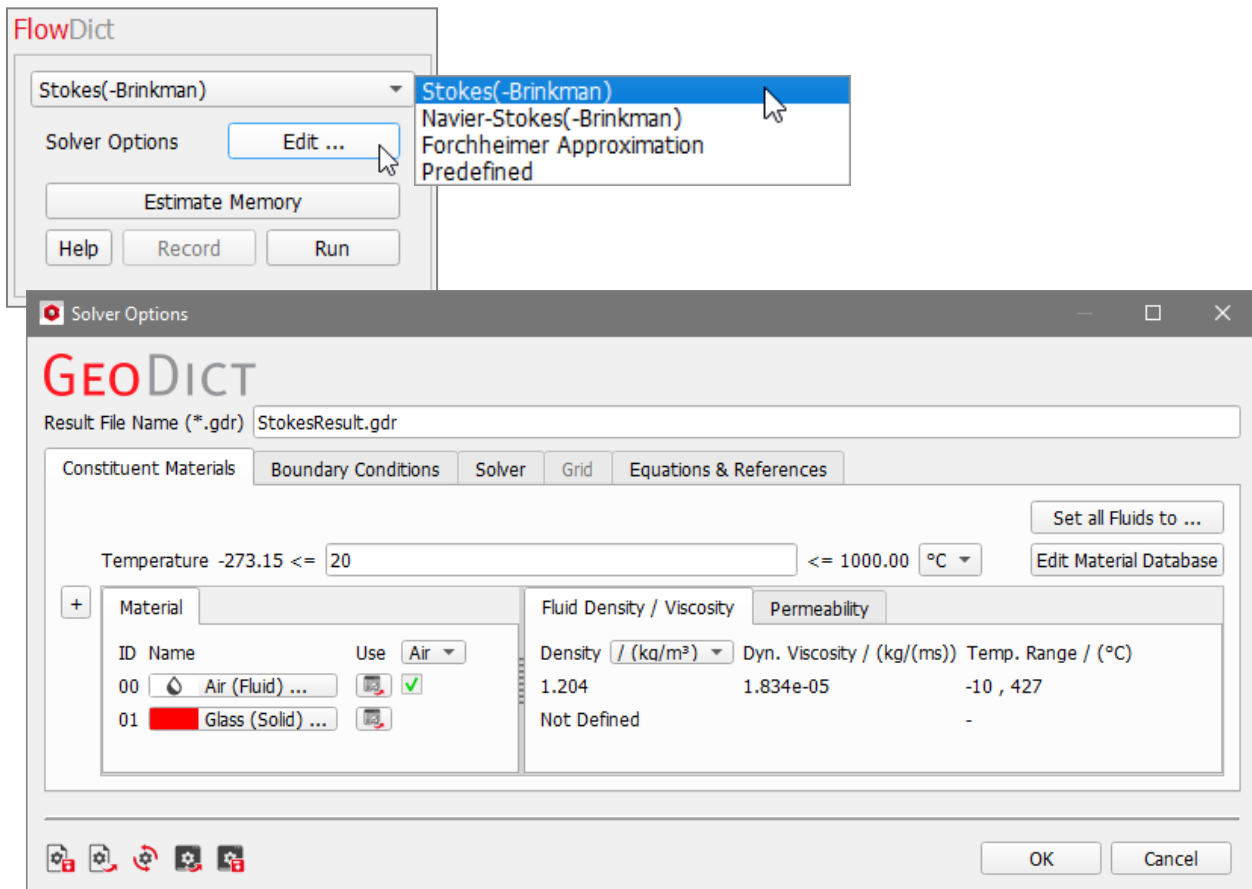 FlowDict
Stokes(-Brinkman)
Stokes(-Brinkman)
Navier-Stokes(-Brinkman)
Forchheimer Approximation
Predefined
Solver Options Edit ...
Estimate Memory
Help Record Run
Solver Options
GEODICT
Result File Name (*.gdr) StokesResult.gdr
Constituent Materials Boundary Conditions Solver Grid Equations & References
Set all Fluids to ...
Temperature -273.15 <= 20 <= 1000.00 °C Edit Material Database
+ Material Fluid Density / Viscosity Permeability
ID Name Use Air Density / (kg/m³) Dyn. Viscosity / (kg/(ms)) Temp. Range / (°C)
00 Air (Fluid) ... 1.204 1.834e-05 -10 , 427
01 Glass (Solid) ... Not Defined -
OK Cancel